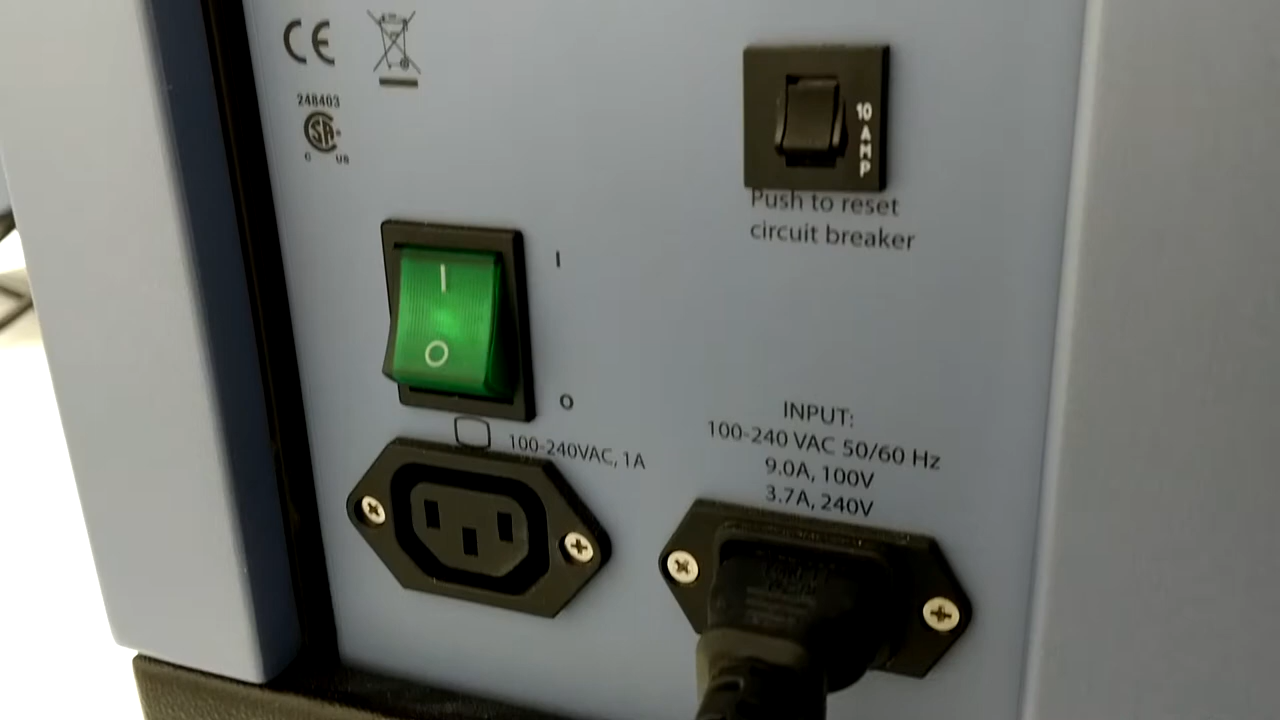 CE
248403
SA
C US
10 AMP
Push to reset
circuit breaker
I
I
O
O
100-240VAC, 1A
INPUT:
100-240 VAC 50/60 Hz
9.0A, 100V
3.7A, 240V